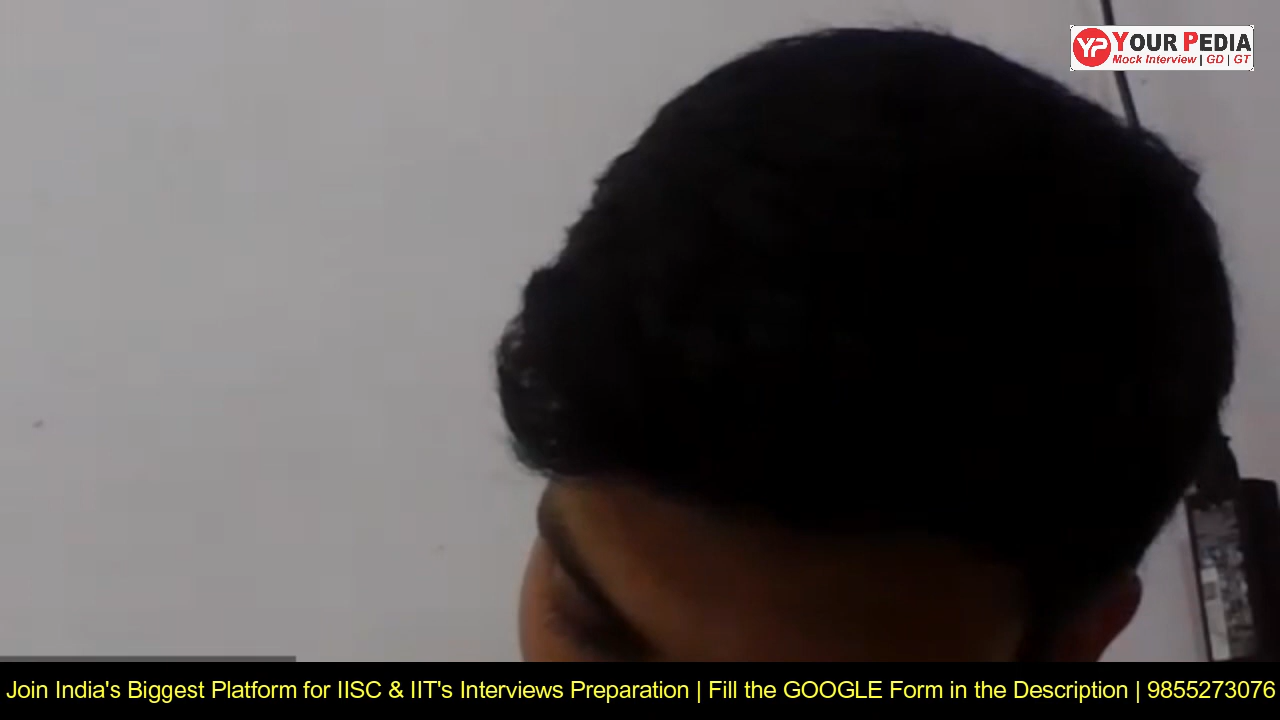 YP YOUR PEDIA
Mock Interview | GD | GT
Join India's Biggest Platform for IISC & IIT's Interviews Preparation | Fill the GOOGLE Form in the Description | 9855273076